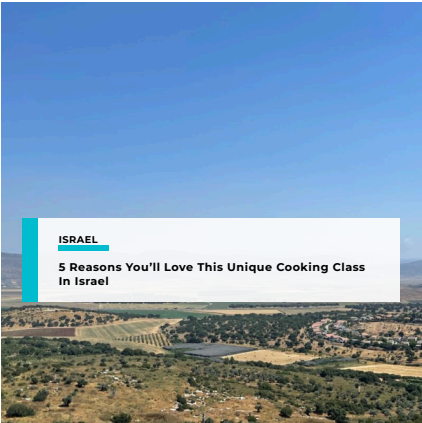 ISRAEL
5 Reasons You’ll Love This Unique Cooking Class
In Israel